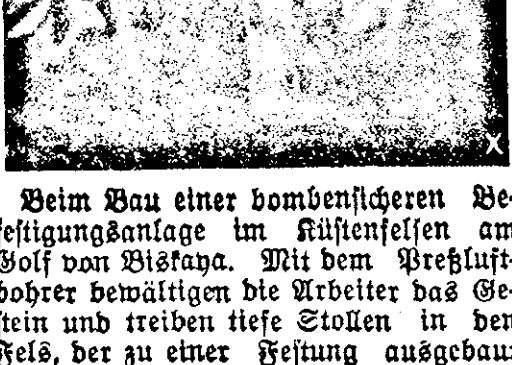 Beim Bau einer bombensicheren Be-
festigungsanlage im Küstenfelsen am
Golf von Biskaya. Mit dem Preßluft-
bohrer bewältigen die Arbeiter das Ge-
stein und treiben tiefe Stollen in den
Fels, der zu einer Festung ausgebaut